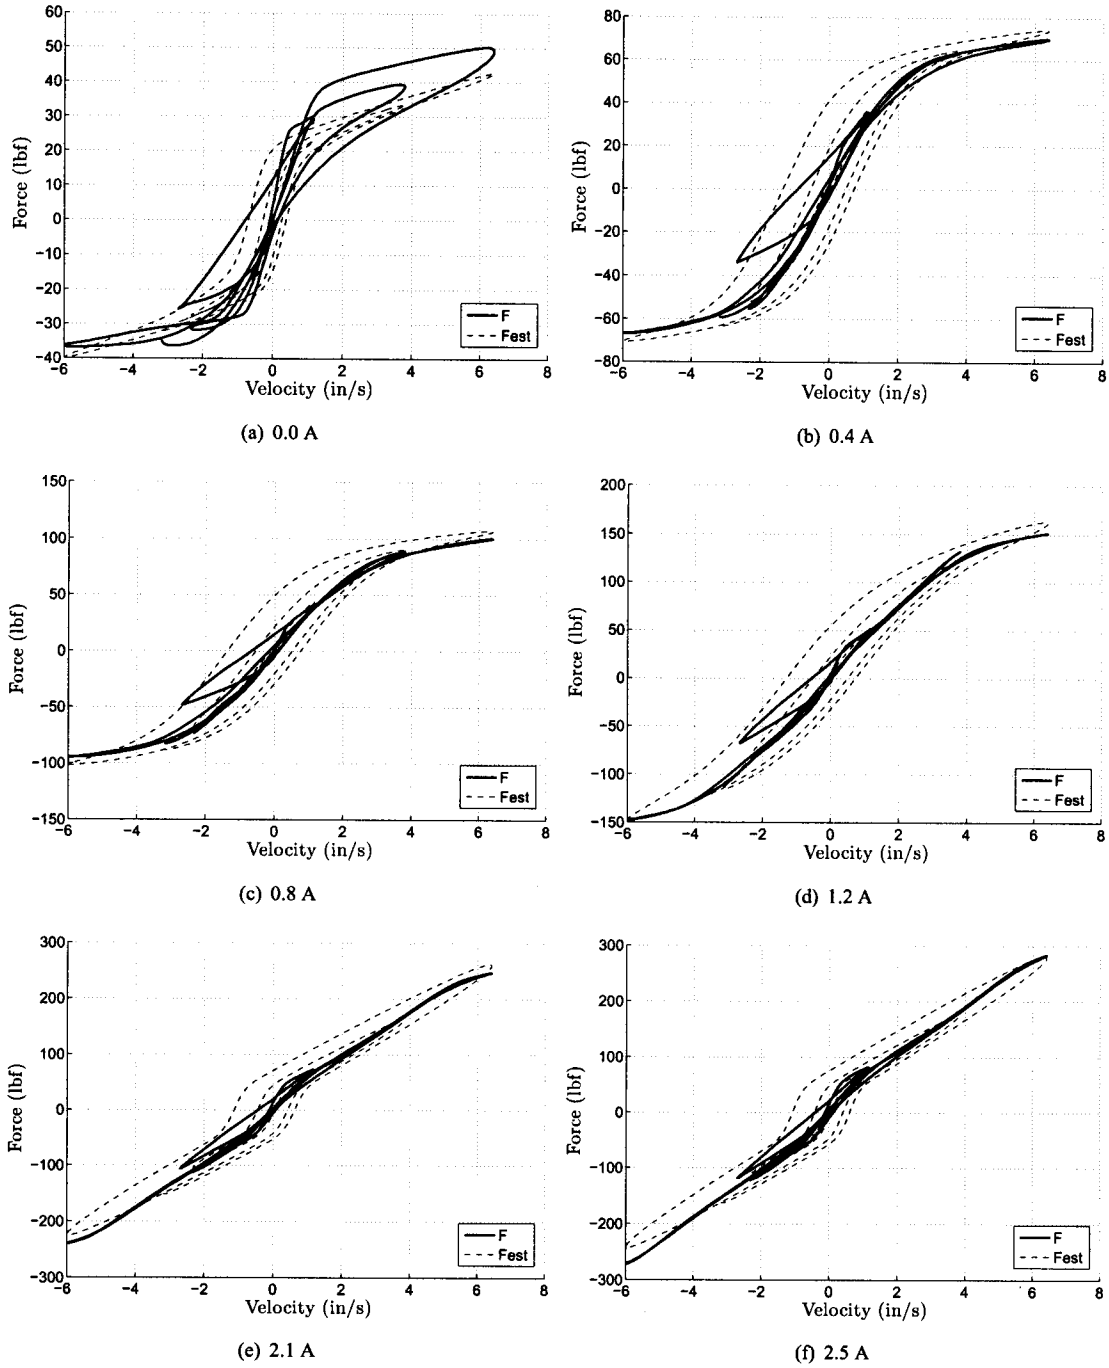 60
50
40
30
20
10
0
−10
−20
−30
−40
Force (lbf)
F
Fest
−6 −4 −2 0 2 4 6 8
Velocity (in/s)
(a) 0.0 A
80
60
40
20
0
−20
−40
−60
−80
Force (lbf)
F
Fest
−6 −4 −2 0 2 4 6 8
Velocity (in/s)
(b) 0.4 A
150
100
50
0
−50
−100
−150
Force (lbf)
F
Fest
−6 −4 −2 0 2 4 6 8
Velocity (in/s)
(c) 0.8 A
200
150
100
50
0
−50
−100
−150
Force (lbf)
F
Fest
−6 −4 −2 0 2 4 6 8
Velocity (in/s)
(d) 1.2 A
300
200
100
0
−100
−200
−300
Force (lbf)
F
Fest
−6 −4 −2 0 2 4 6 8
Velocity (in/s)
(e) 2.1 A
300
200
100
0
−100
−200
−300
Force (lbf)
F
Fest
−6 −4 −2 0 2 4 6 8
Velocity (in/s)
(f) 2.5 A